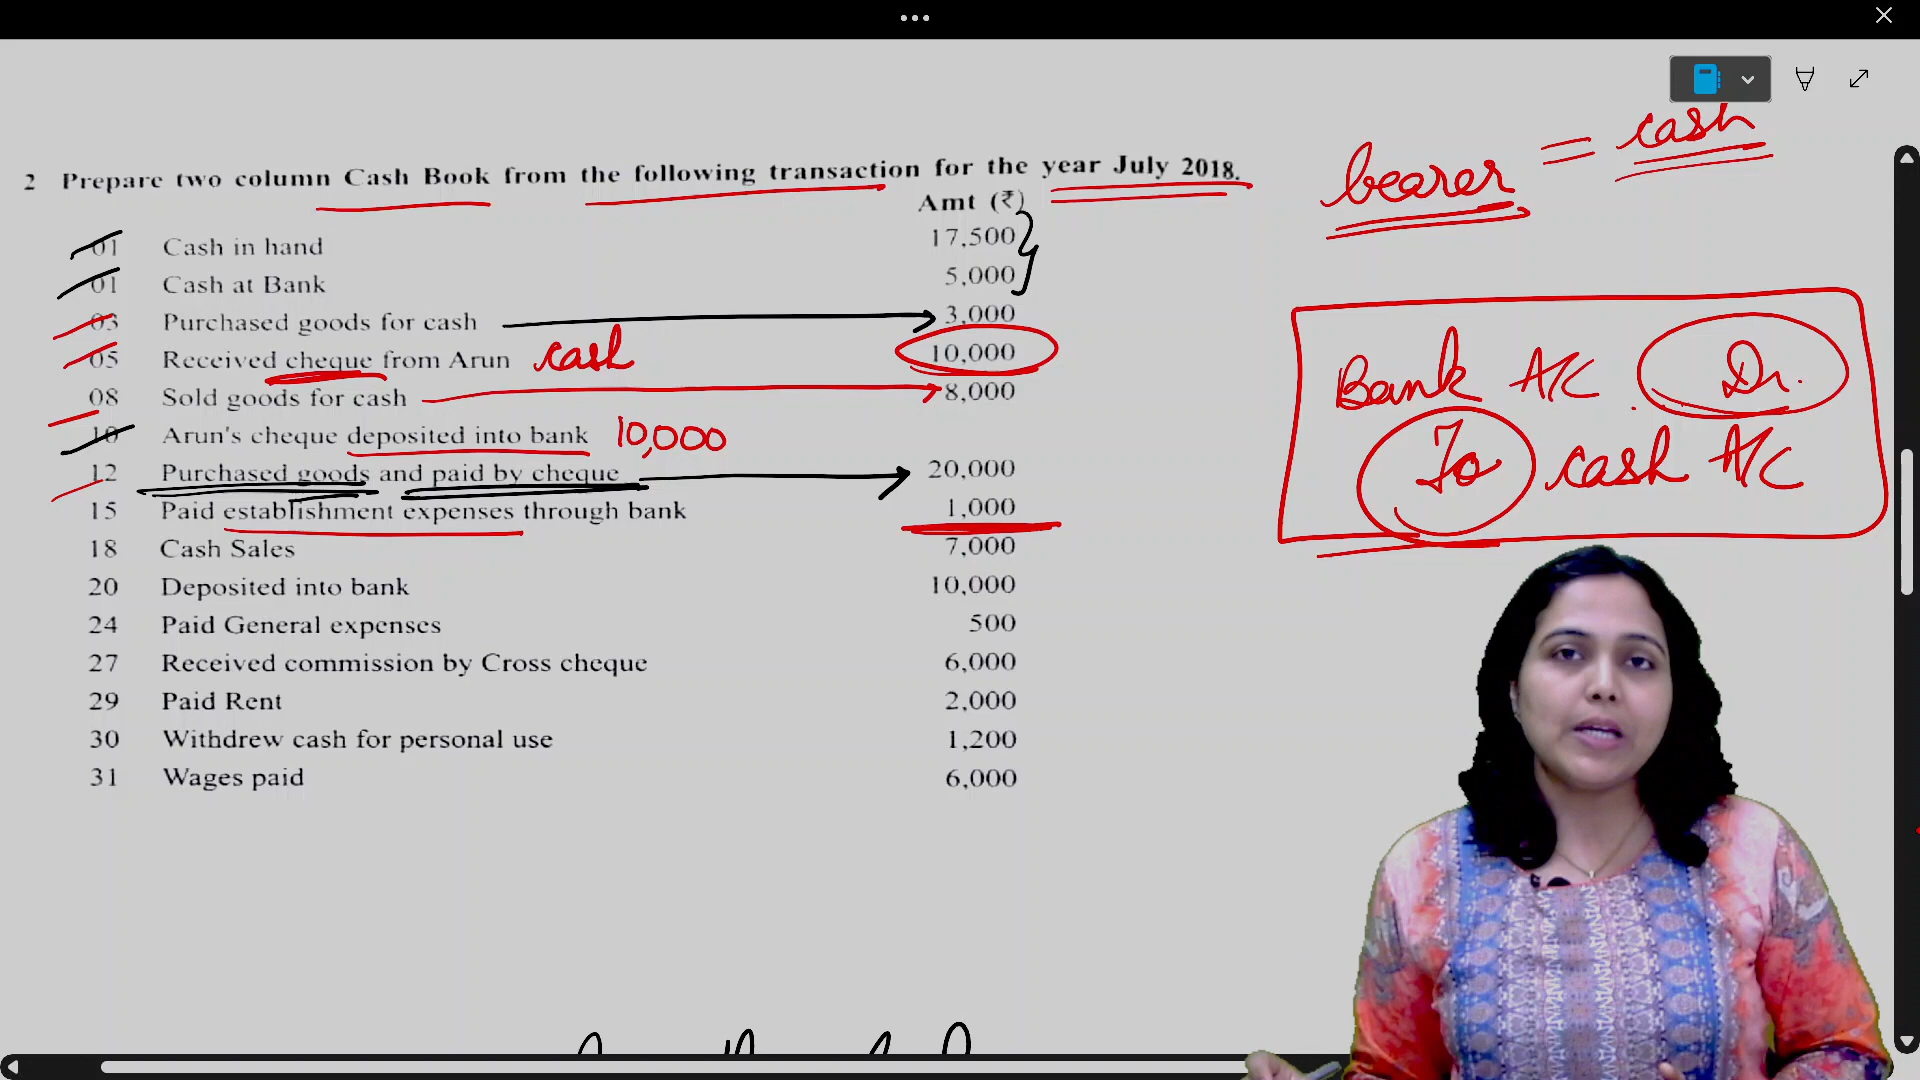 bearer = cash
2 Prepare two column Cash Book from the following transaction for the year July 2018.
Amt (₹)
01 Cash in hand 17,500
01 Cash at Bank 5,000
03 Purchased goods for cash 3,000
05 Received cheque from Arun cash 10,000
08 Sold goods for cash 8,000
10 Arun's cheque deposited into bank 10,000
12 Purchased goods and paid by cheque 20,000
15 Paid establishment expenses through bank 1,000
18 Cash Sales 7,000
20 Deposited into bank 10,000
24 Paid General expenses 500
27 Received commission by Cross cheque 6,000
29 Paid Rent 2,000
30 Withdrew cash for personal use 1,200
31 Wages paid 6,000
Bank A/C Dr.
To cash A/C